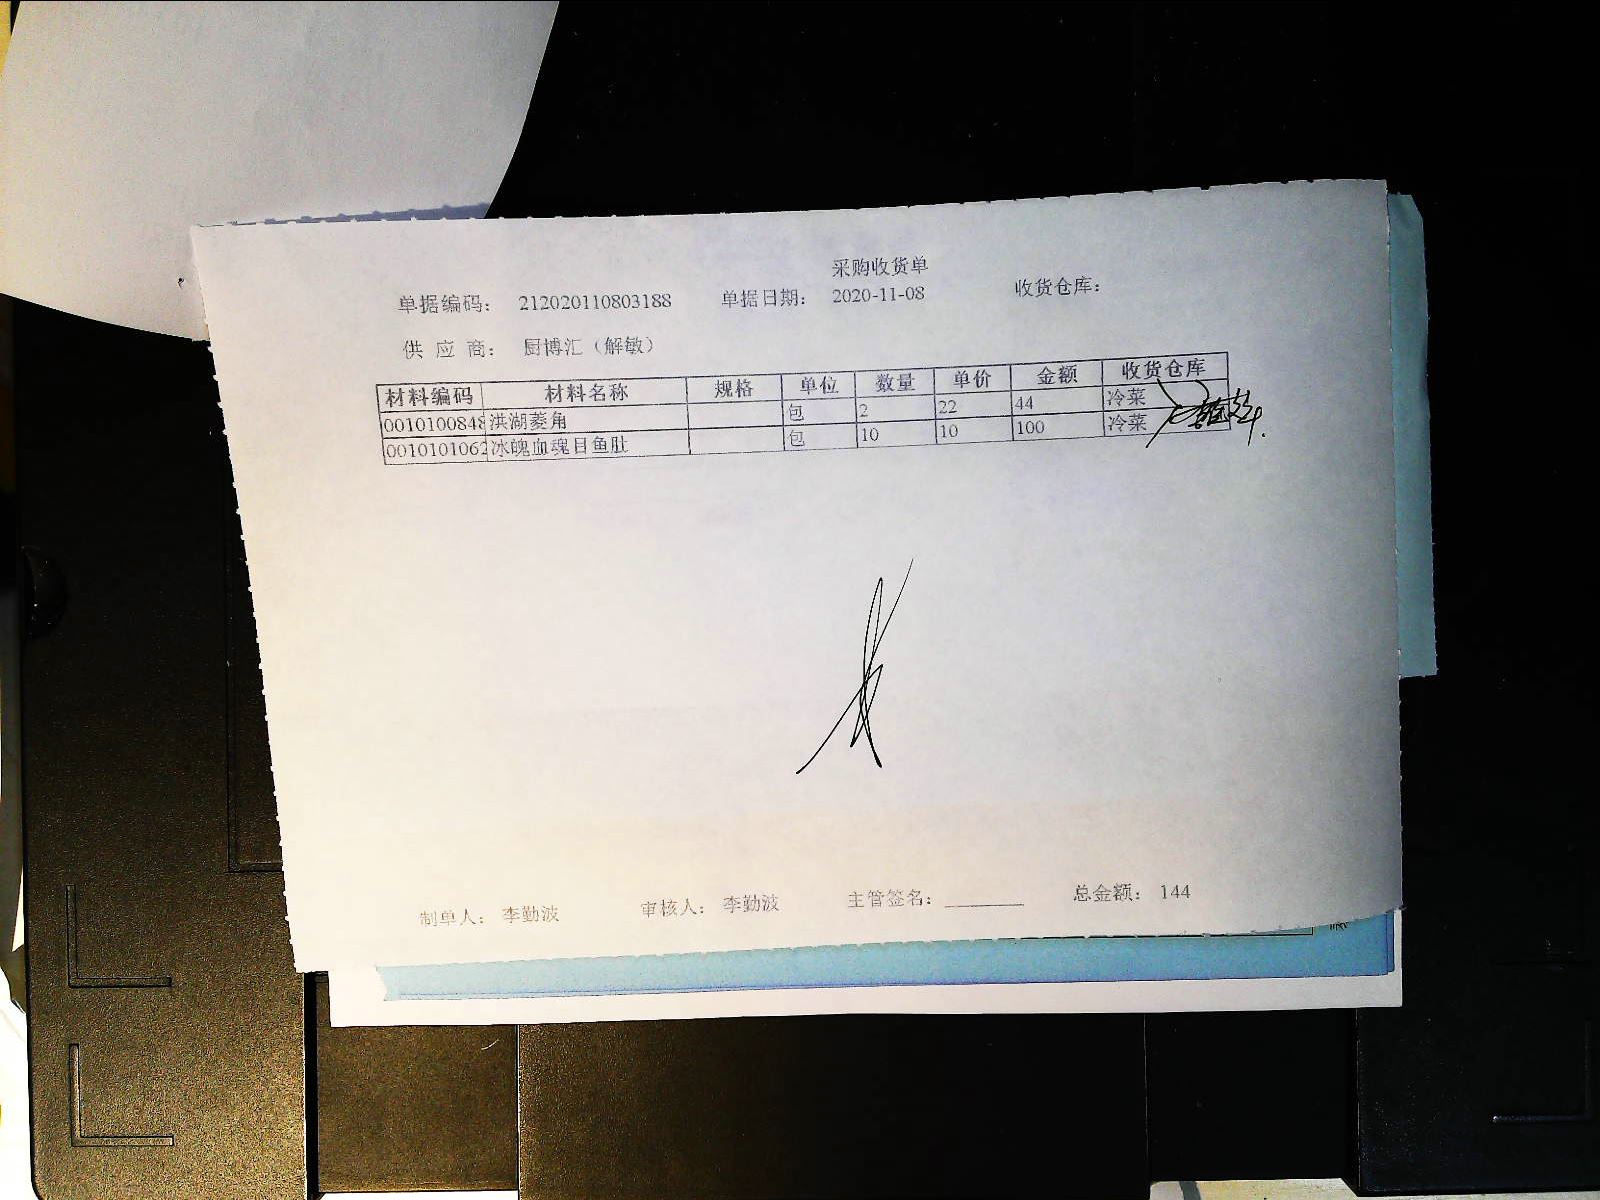 采购收货单
单据编码: 212020110803188 单据日期: 2020-11-08 收货仓库:
供 应 商: 厨博汇（解敏）
材料编码 材料名称 规格 单位 数量 单价 金额 收货仓库
0010100848 洪湖菱角 包 2 22 44 冷菜
0010101062 冰魄血魂目鱼肚 包 10 10 100 冷菜
制单人: 李勤波 审核人: 李勤波 主管签名: 总金额: 144